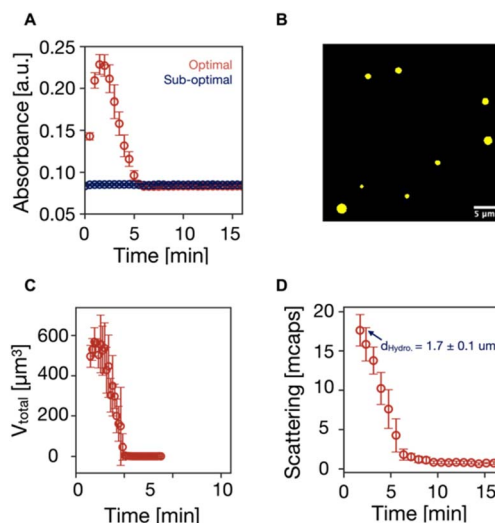 A
Absorbance [a.u.]
0.25
0.20
0.15
0.10
0.05
Optimal
Sub-optimal
0
5
10
15
Time [min]
B
5 µm
C
V_total [µm³]
600
400
200
0
0
5
10
Time [min]
D
Scattering [mcaps]
20
15
10
5
0
d_Hydro. = 1.7 ± 0.1 um
0
5
10
15
Time [min]